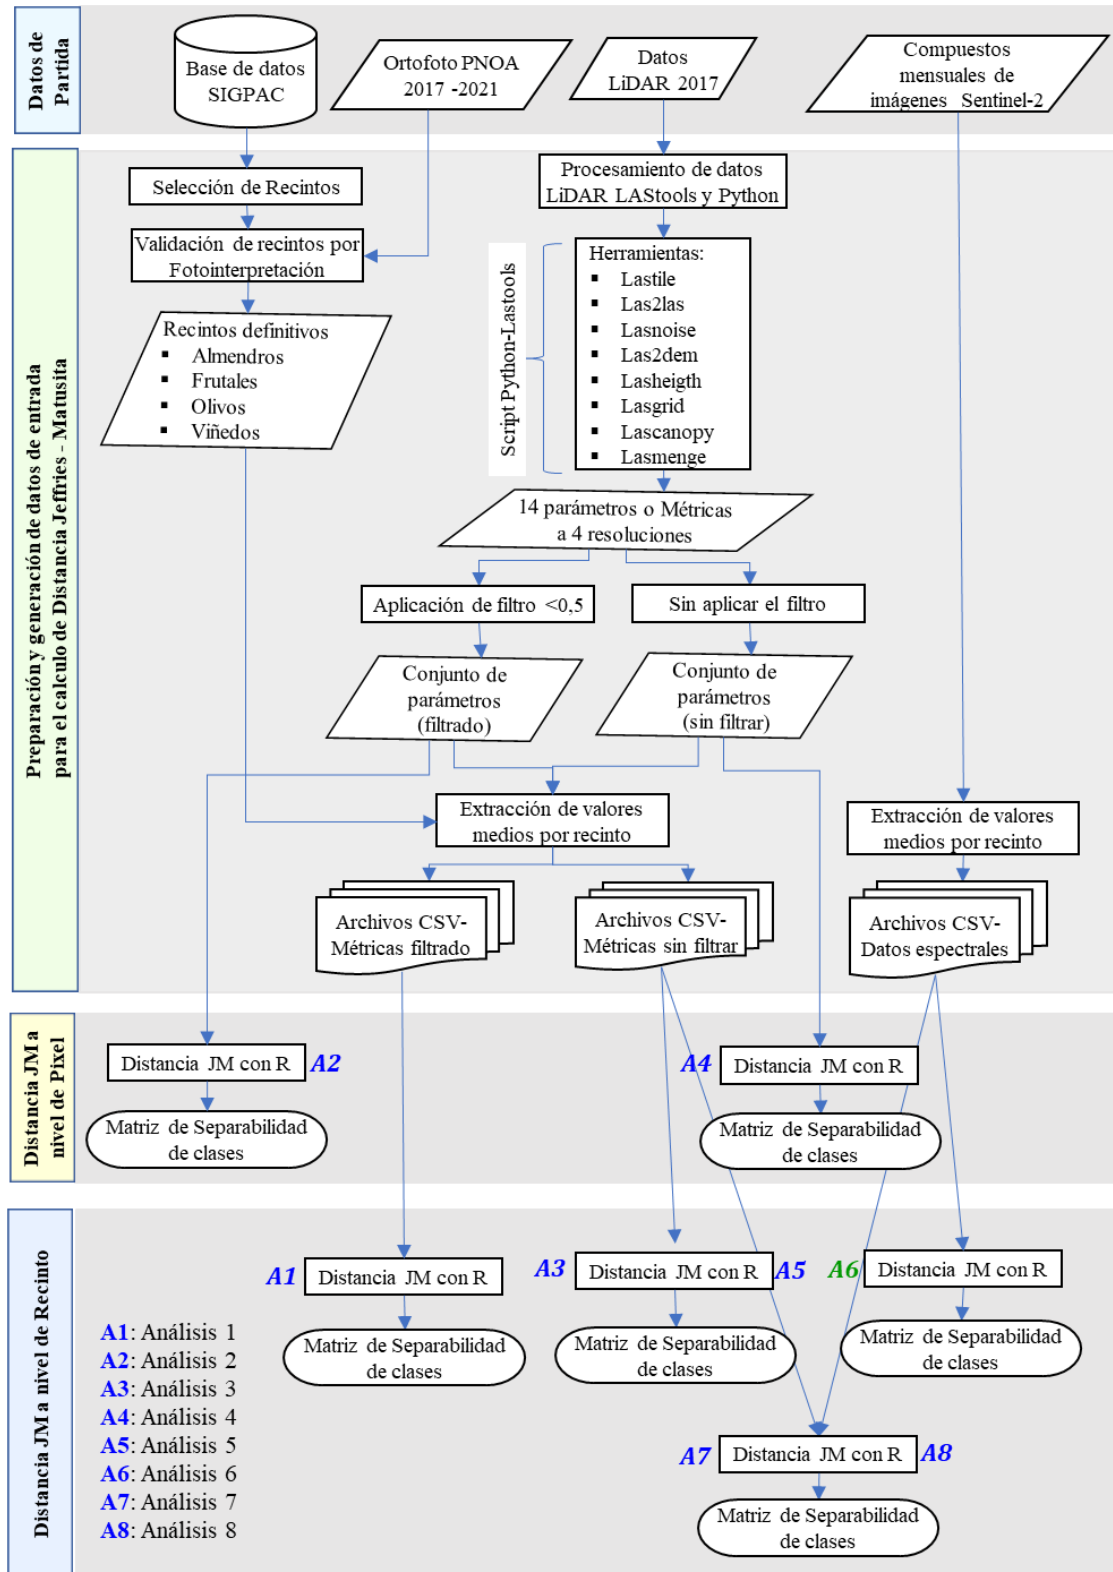 Datos de
Partida
Base de datos
SIGPAC
Ortofoto PNOA
2017 -2021
Datos
LiDAR 2017
Compuestos
mensuales de
imágenes Sentinel-2
Preparación y generación de datos de entrada
para el calculo de Distancia Jeffries - Matusita
Selección de Recintos
Validación de recintos por
Fotointerpretación
Recintos definitivos
▪ Almendros
▪ Frutales
▪ Olivos
▪ Viñedos
Procesamiento de datos
LiDAR LAStools y Python
Script Python-Lastools
Herramientas:
▪ Lastile
▪ Las2las
▪ Lasnoise
▪ Las2dem
▪ Lasheigth
▪ Lasgrid
▪ Lascanopy
▪ Lasmenge
14 parámetros o Métricas
a 4 resoluciones
Aplicación de filtro <0,5
Sin aplicar el filtro
Conjunto de
parámetros
(filtrado)
Conjunto de
parámetros
(sin filtrar)
Extracción de valores
medios por recinto
Extracción de valores
medios por recinto
Archivos CSV-
Métricas filtrado
Archivos CSV-
Métricas sin filtrar
Archivos CSV-
Datos espectrales
Distancia JM a
nivel de Pixel
Distancia JM con R
A2
Matriz de Separabilidad
de clases
A4
Distancia JM con R
Matriz de Separabilidad
de clases
Distancia JM a nivel de Recinto
A1
Distancia JM con R
Matriz de Separabilidad
de clases
A3
Distancia JM con R
A5
Matriz de Separabilidad
de clases
A6
Distancia JM con R
Matriz de Separabilidad
de clases
A7
Distancia JM con R
A8
Matriz de Separabilidad
de clases
A1: Análisis 1
A2: Análisis 2
A3: Análisis 3
A4: Análisis 4
A5: Análisis 5
A6: Análisis 6
A7: Análisis 7
A8: Análisis 8